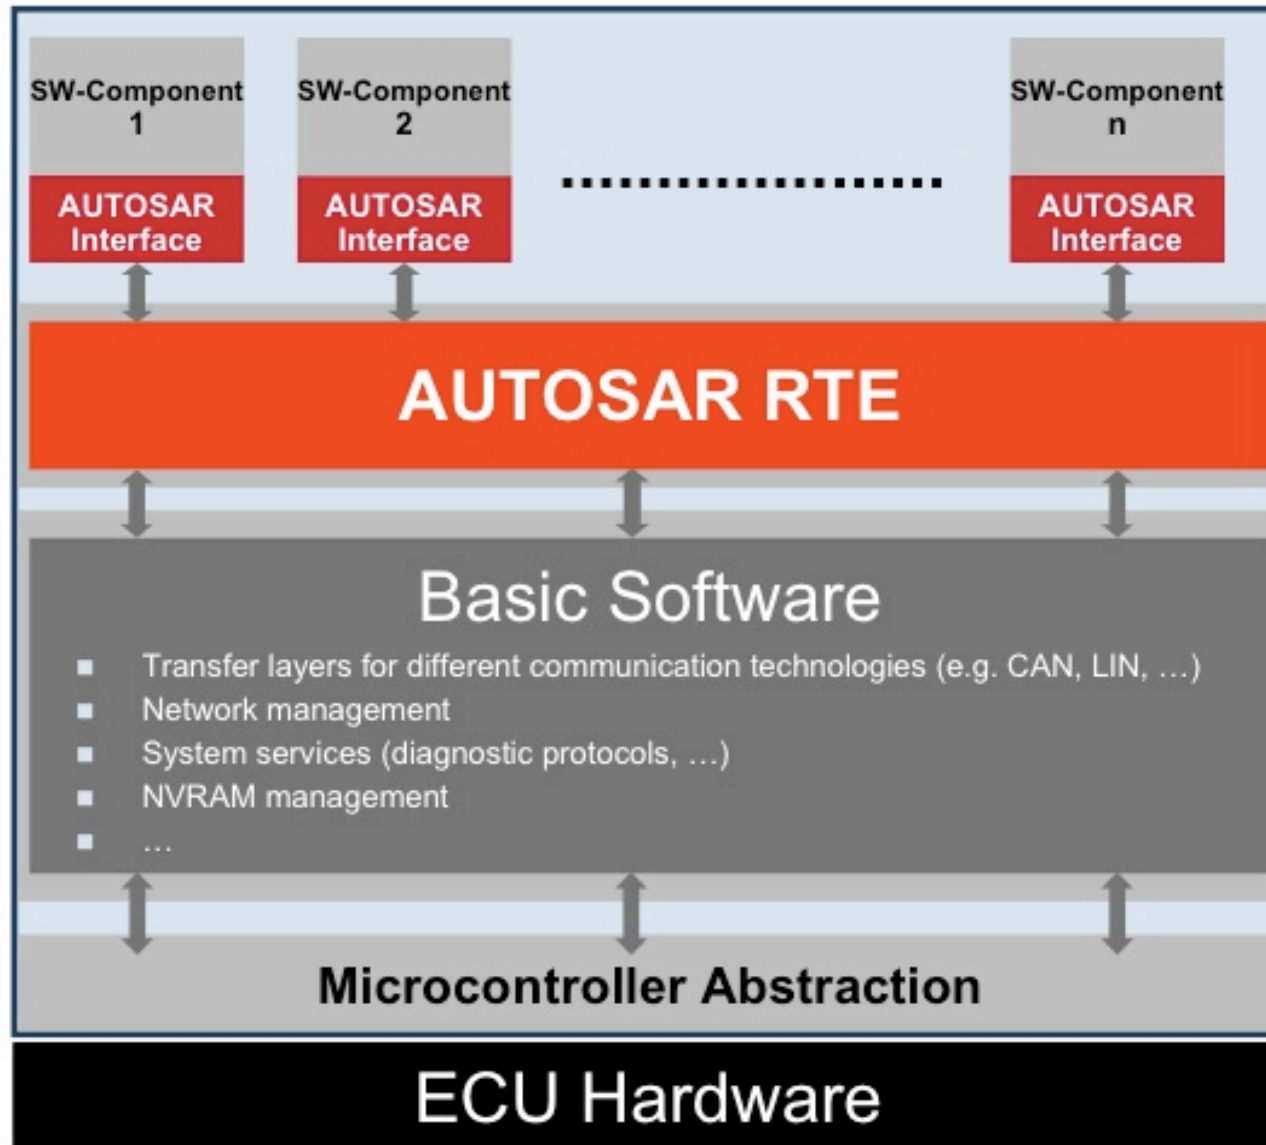 SW-Component
1
SW-Component
2
SW-Component
n
AUTOSAR
Interface
AUTOSAR
Interface
AUTOSAR
Interface
AUTOSAR RTE
Basic Software
Transfer layers for different communication technologies (e.g. CAN, LIN, …)
Network management
System services (diagnostic protocols, …)
NVRAM management
…
Microcontroller Abstraction
ECU Hardware